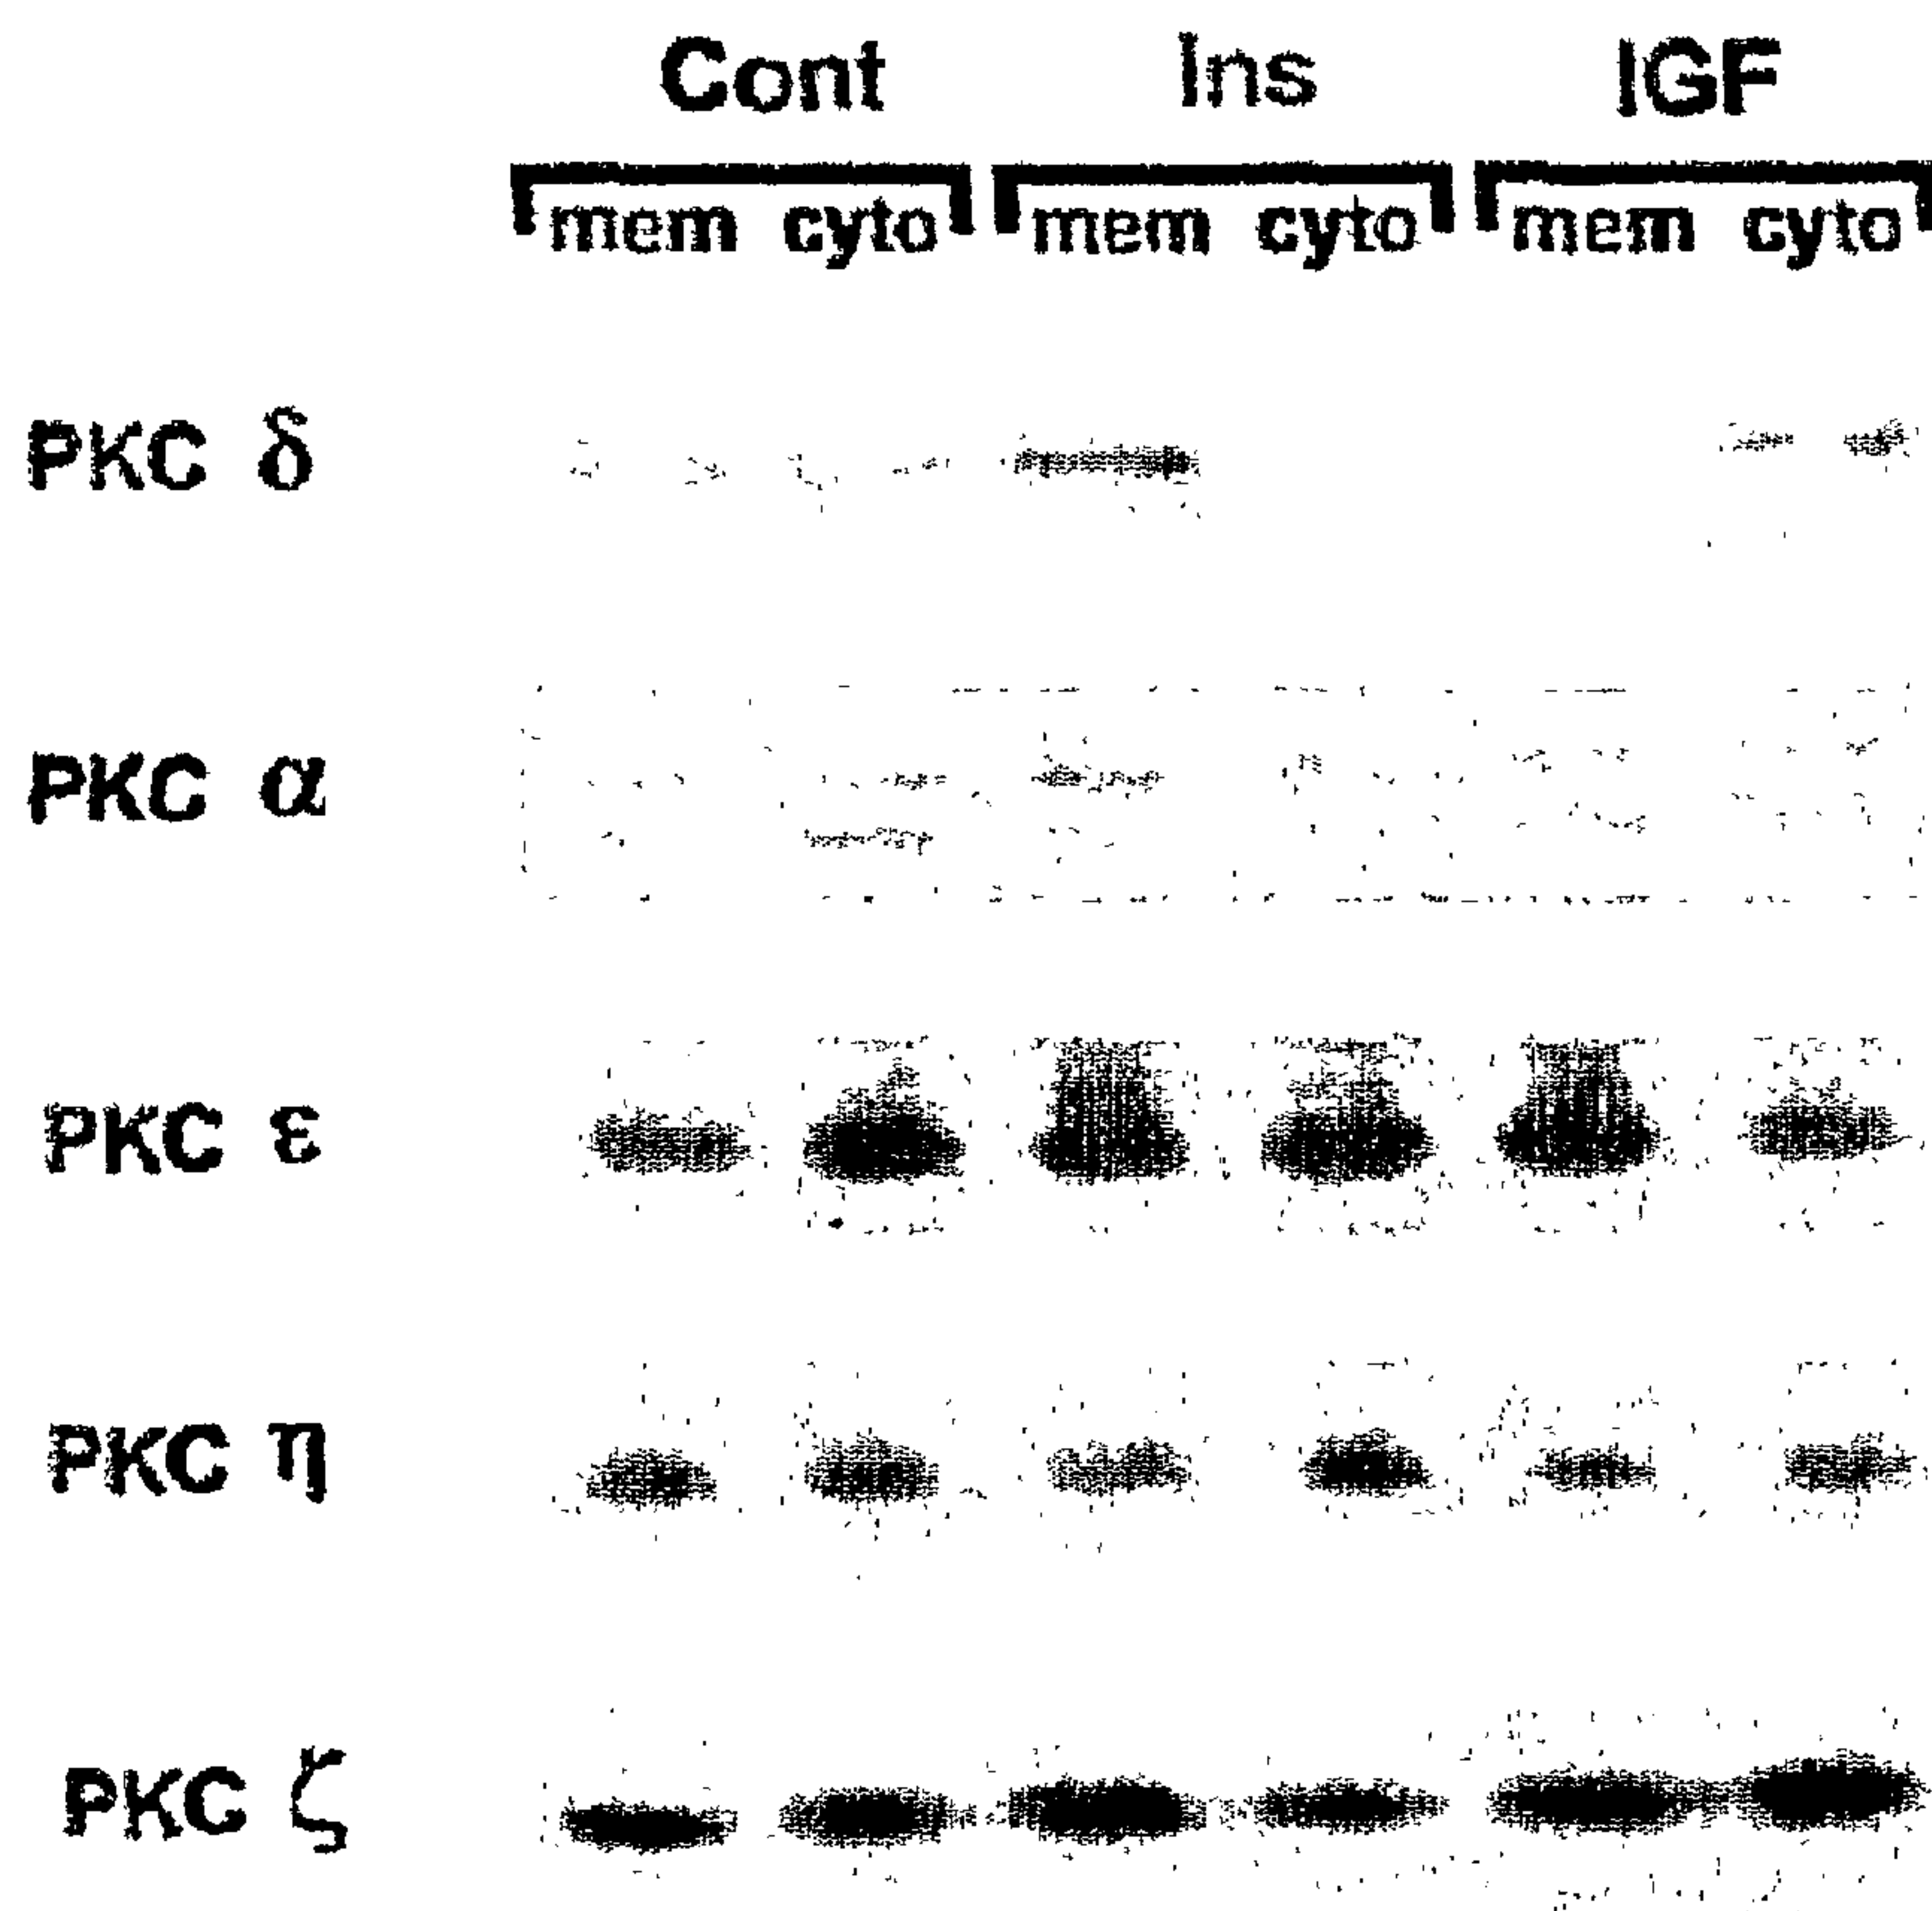 Cont Ins IGF
mem cyto mem cyto mem cyto
PKC δ
PKC α
PKC ε
PKC η
PKC ζ